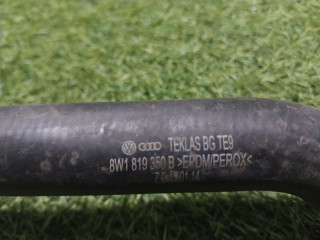 TEKLAS BG TE9
8W1 819 350 B >EPDM/PEROX<